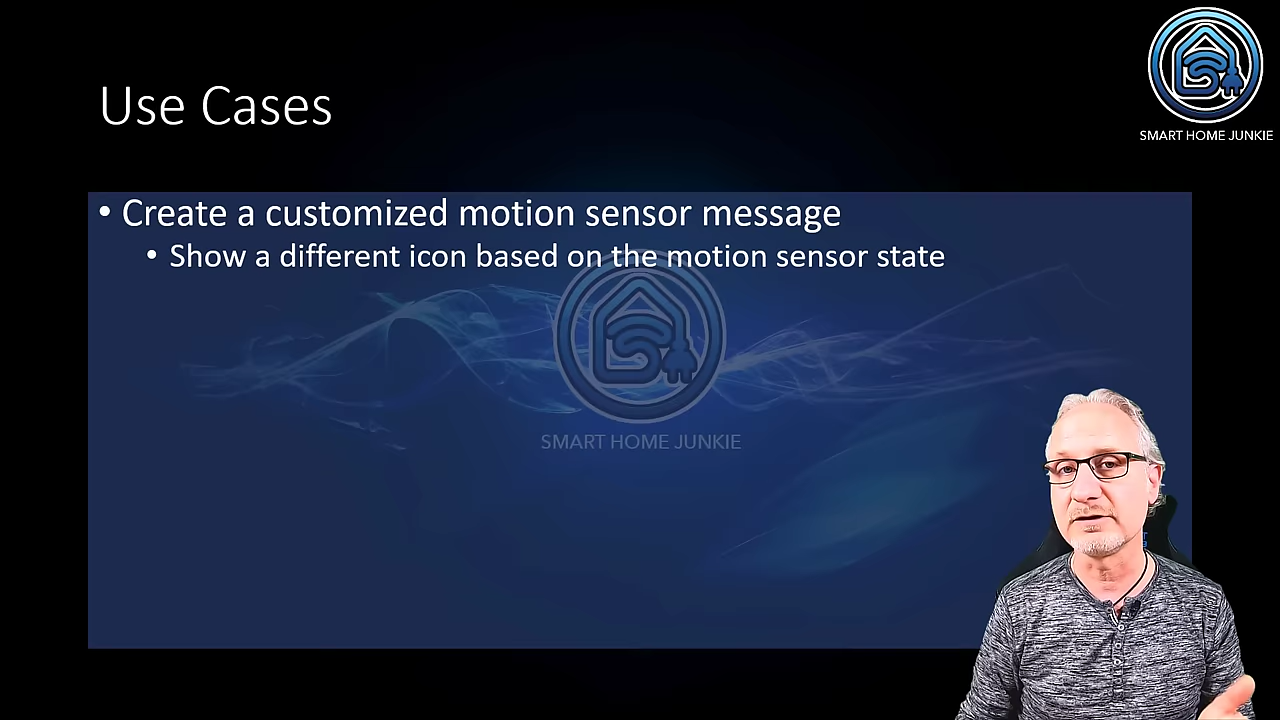 Use Cases
SMART HOME JUNKIE
• Create a customized motion sensor message
• Show a different icon based on the motion sensor state
SMART HOME JUNKIE